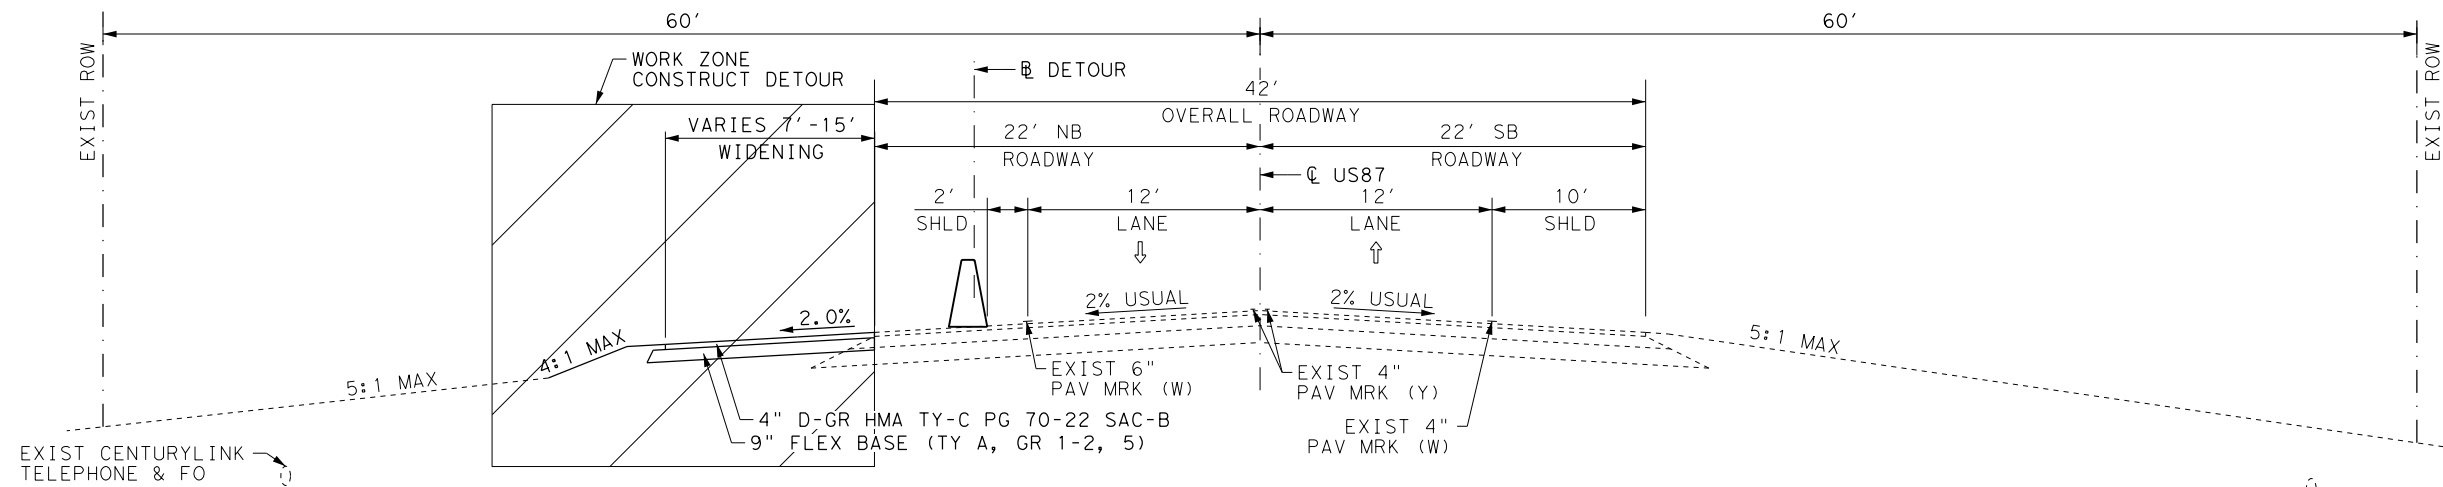 60'
60'
EXIST ROW
WORK ZONE
CONSTRUCT DETOUR
℄ DETOUR
42'
OVERALL ROADWAY
EXIST ROW
VARIES 7'-15'
WIDENING
22' NB
ROADWAY
22' SB
ROADWAY
℄ US87
2'
SHLD
12'
LANE
12'
LANE
10'
SHLD
2% USUAL
2% USUAL
2.0%
4:1 MAX
5:1 MAX
5:1 MAX
EXIST 6"
PAV MRK (W)
EXIST 4"
PAV MRK (Y)
EXIST 4"
PAV MRK (W)
4" D-GR HMA TY-C PG 70-22 SAC-B
9" FLEX BASE (TY A, GR 1-2, 5)
EXIST CENTURYLINK
TELEPHONE & FO